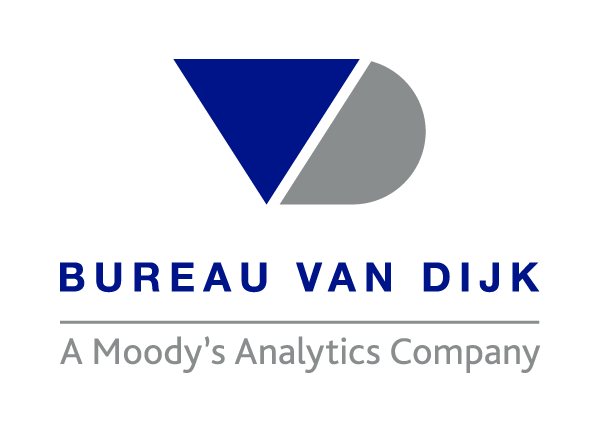 BUREAU VAN DIJK
A Moody's Analytics Company